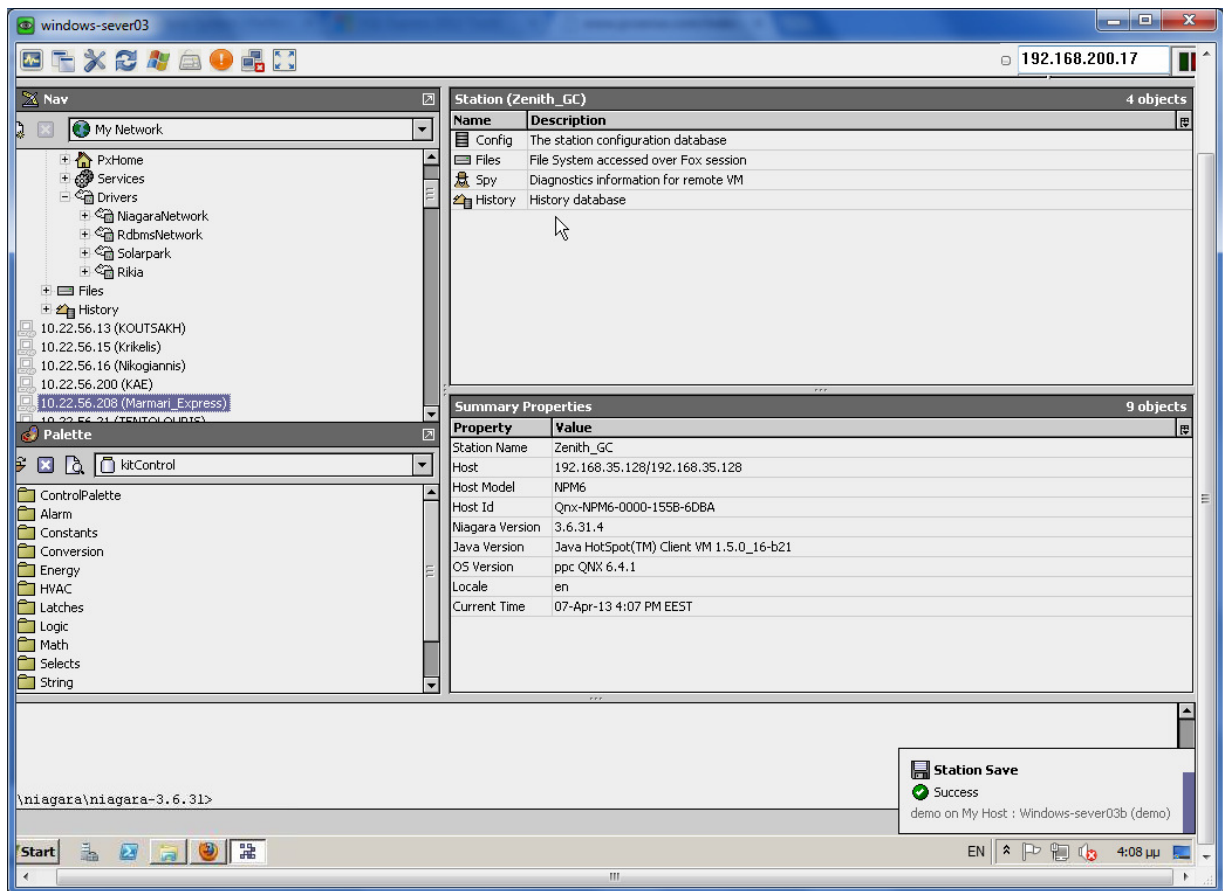 windows-sever03
192.168.200.17
Nav
My Network
PxHome
Services
Drivers
NiagaraNetwork
RdbmsNetwork
Solarpark
Rikia
Files
History
10.22.56.13 (KOUTSAKH)
10.22.56.15 (Krikelis)
10.22.56.16 (Nikogiannis)
10.22.56.200 (KAE)
10.22.56.208 (Marmari_Express)
10.22.56.21 (TENTOLOURIS)
Palette
kitControl
ControlPalette
Alarm
Constants
Conversion
Energy
HVAC
Latches
Logic
Math
Selects
String
Station (Zenith_GC) 4 objects
Name Description
Config The station configuration database
Files File System accessed over Fox session
Spy Diagnostics information for remote VM
History History database
Summary Properties 9 objects
Property Value
Station Name Zenith_GC
Host 192.168.35.128/192.168.35.128
Host Model NPM6
Host Id Qnx-NPM6-0000-155B-6DBA
Niagara Version 3.6.31.4
Java Version Java HotSpot(TM) Client VM 1.5.0_16-b21
OS Version ppc QNX 6.4.1
Locale en
Current Time 07-Apr-13 4:07 PM EEST
\niagara\niagara-3.6.31>
Station Save
Success
demo on My Host : Windows-sever03b (demo)
Start
EN
4:08 μμ